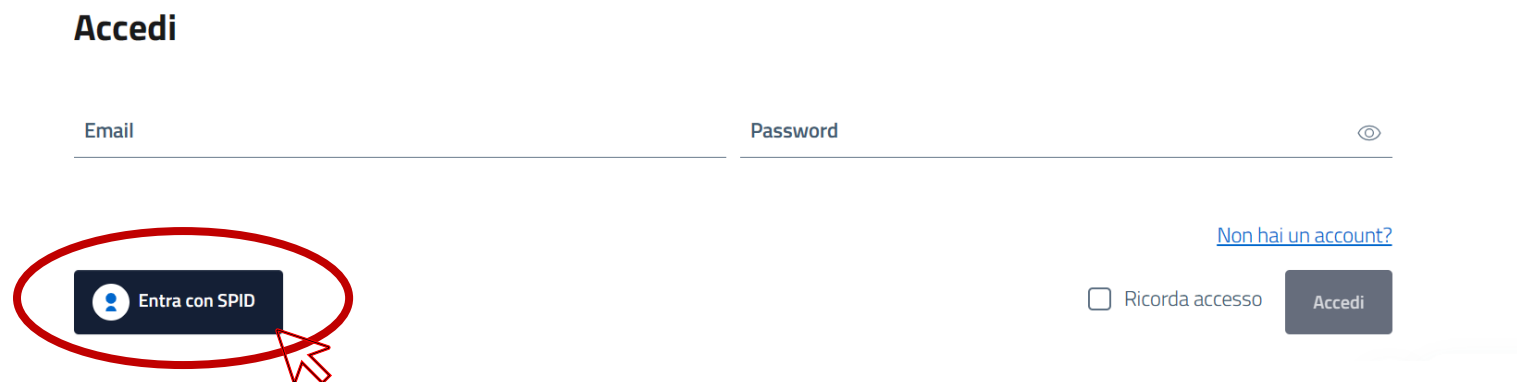 Accedi
Email
Password
Non hai un account?
Entra con SPID
Ricorda accesso
Accedi